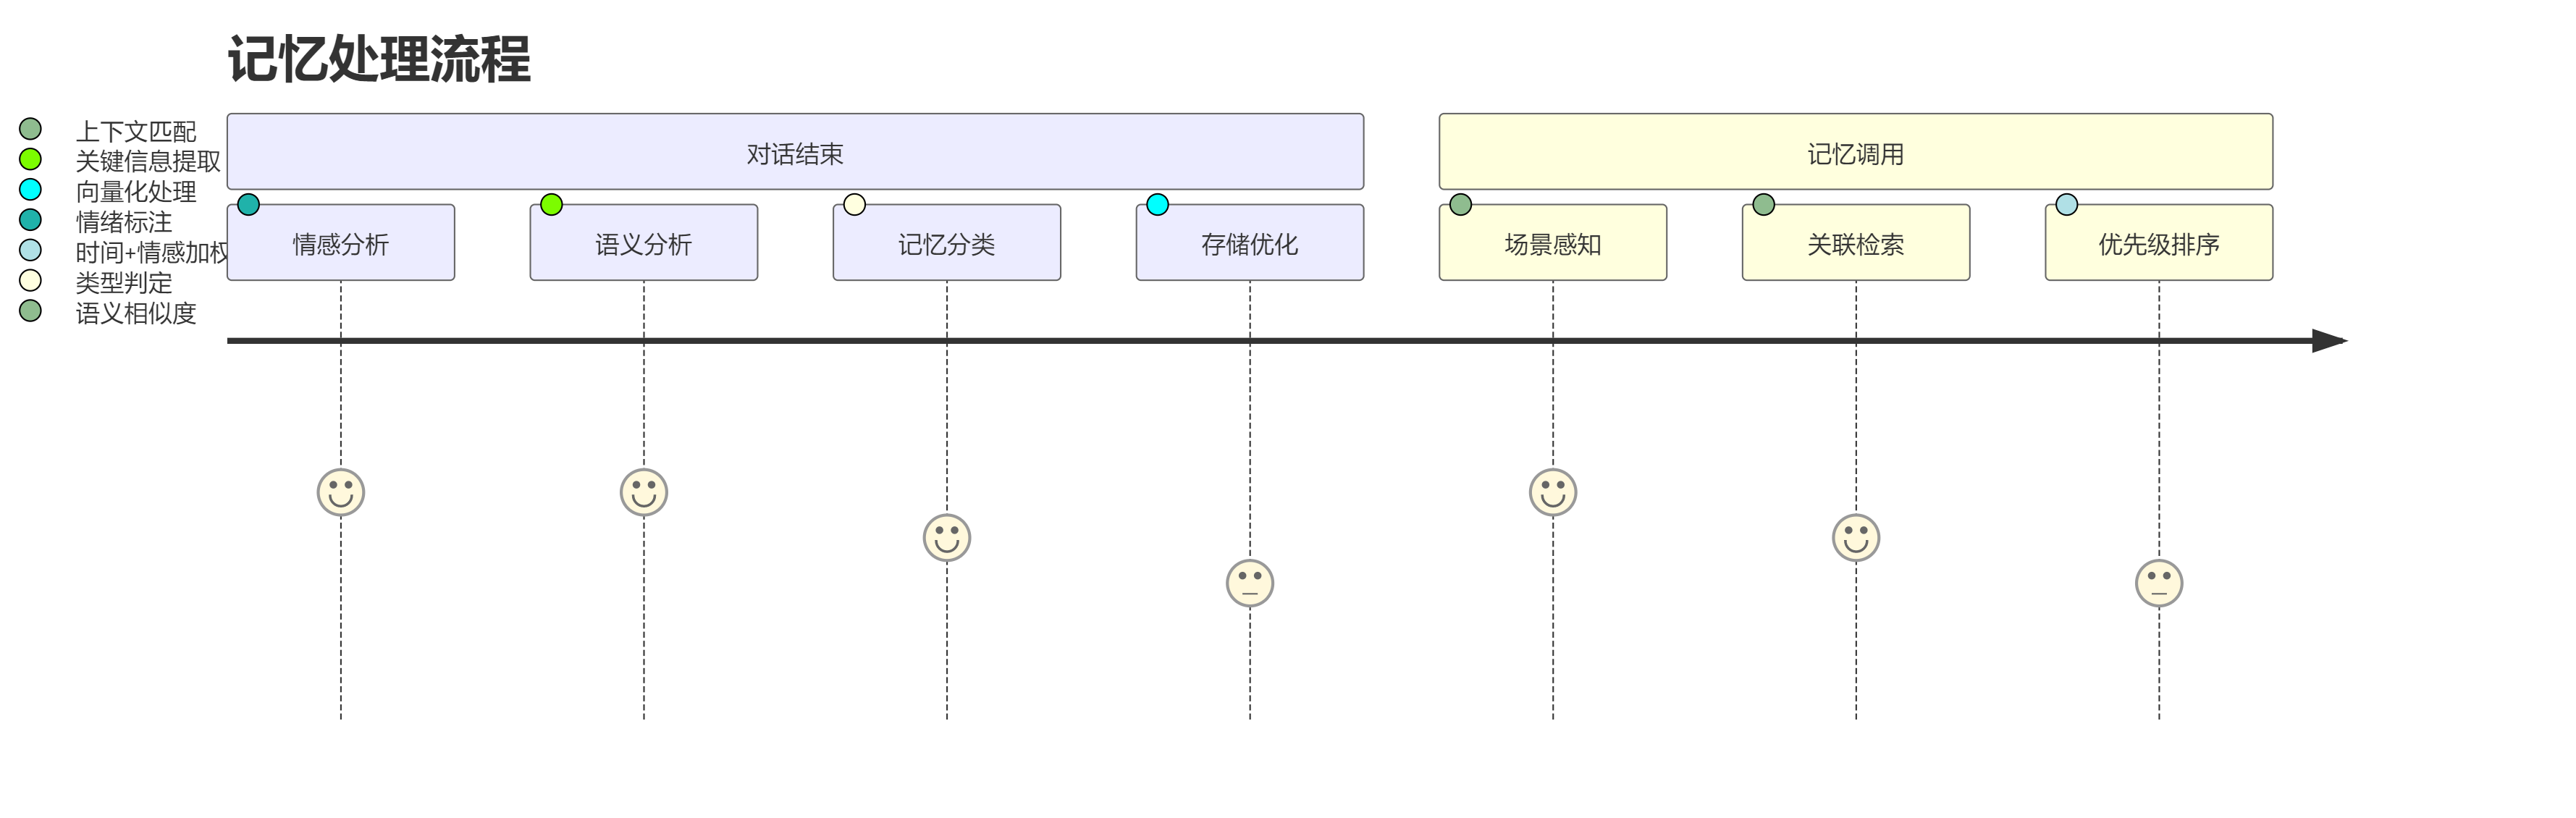 记忆处理流程
上下文匹配
关键信息提取
向量化处理
情绪标注
时间+情感加权
类型判定
语义相似度
对话结束
记忆调用
情感分析
语义分析
记忆分类
存储优化
场景感知
关联检索
优先级排序